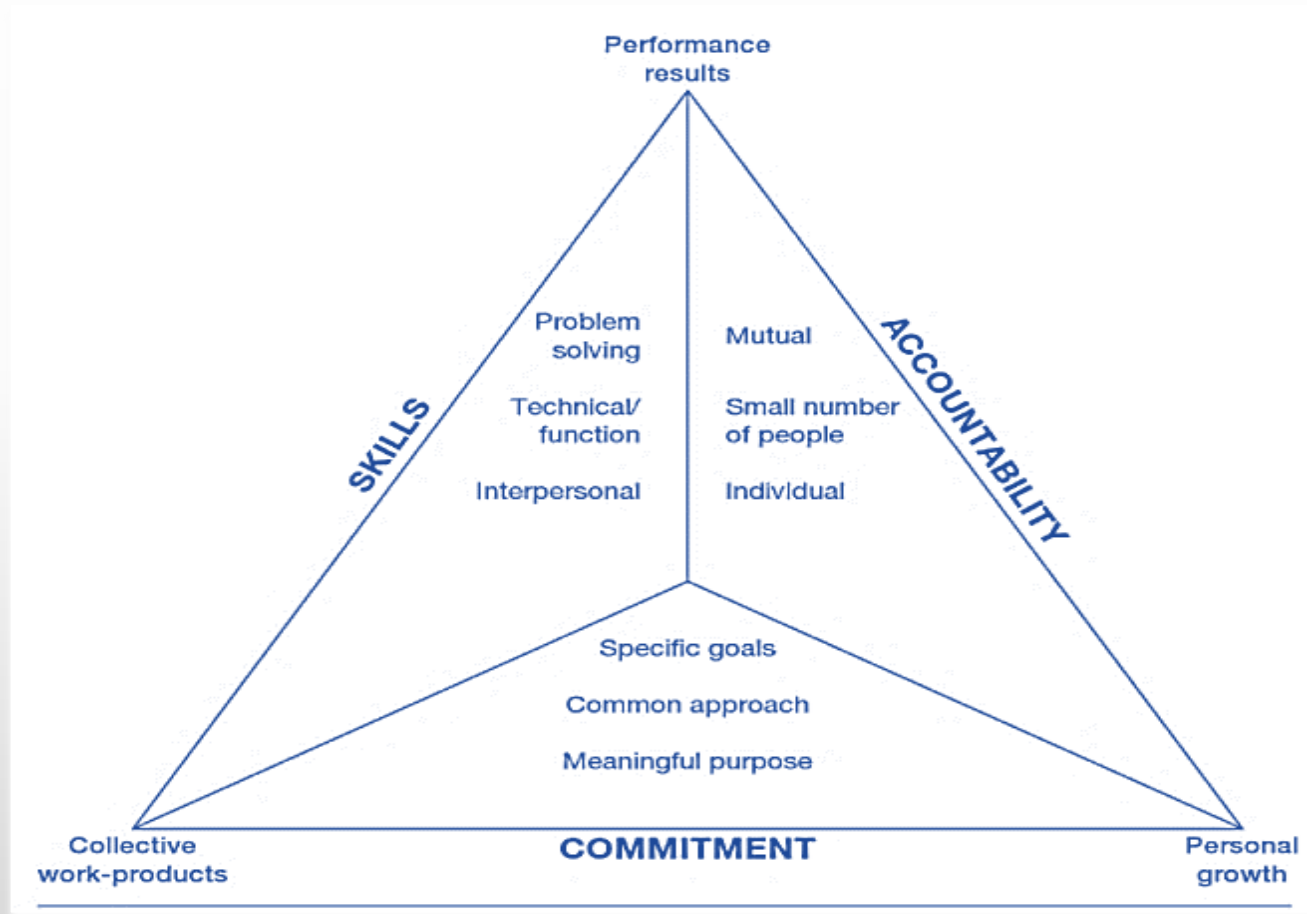 Performance
results
Problem
solving
Technical/
function
Interpersonal
SKILLS
Mutual
Small number
of people
Individual
ACCOUNTABILITY
Specific goals
Common approach
Meaningful purpose
Collective
work-products
COMMITMENT
Personal
growth